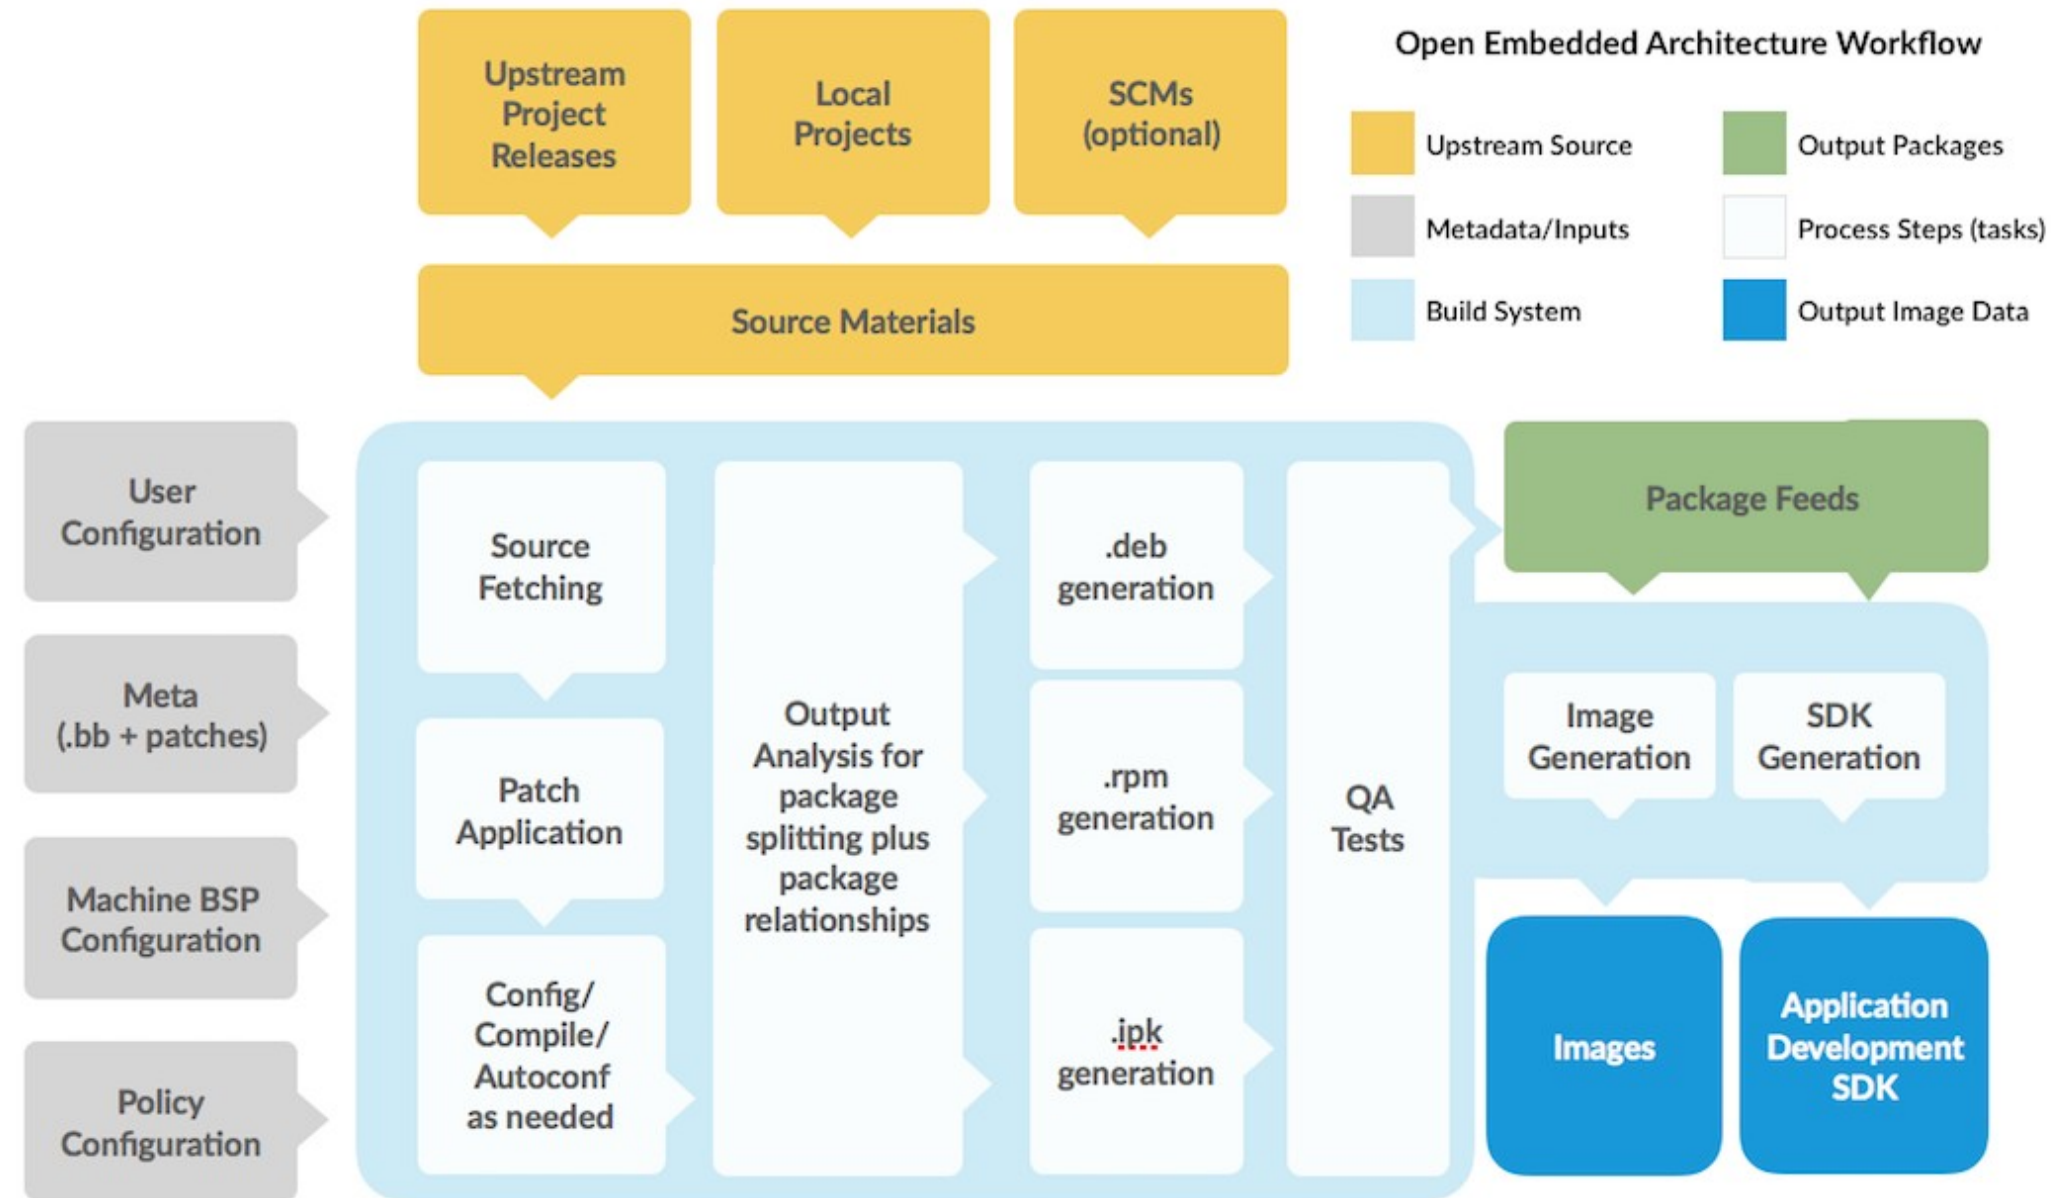 Upstream
Project
Releases
Local
Projects
SCMs
(optional)
Open Embedded Architecture Workflow
Upstream Source
Output Packages
Metadata/Inputs
Process Steps (tasks)
Build System
Output Image Data
Source Materials
User
Configuration
Meta
(.bb + patches)
Machine BSP
Configuration
Policy
Configuration
Source
Fetching
Patch
Application
Config/
Compile/
Autoconf
as needed
Output
Analysis for
package
splitting plus
package
relationships
.deb
generation
.rpm
generation
.ipk
generation
QA
Tests
Package Feeds
Image
Generation
SDK
Generation
Images
Application
Development
SDK